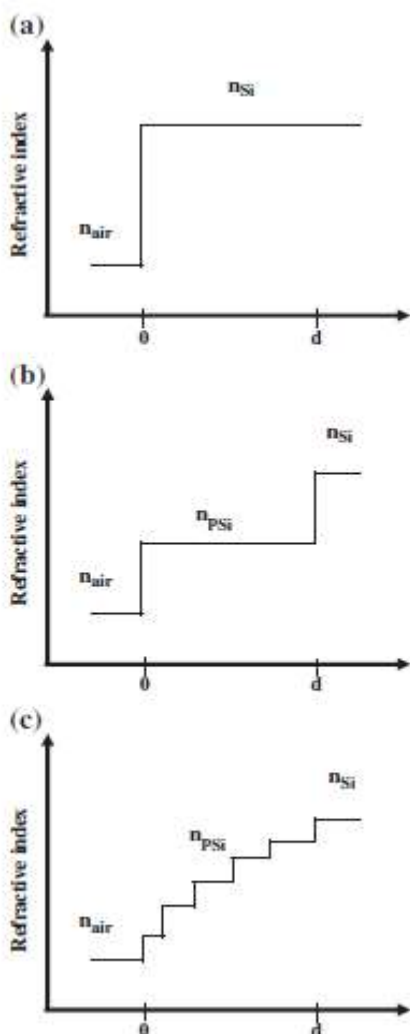 (a)
n_Si
Refractive index
n_air
0 d
(b)
n_Si
n_PSi
Refractive index
n_air
0 d
(c)
n_Si
n_PSi
Refractive index
n_air
0 d